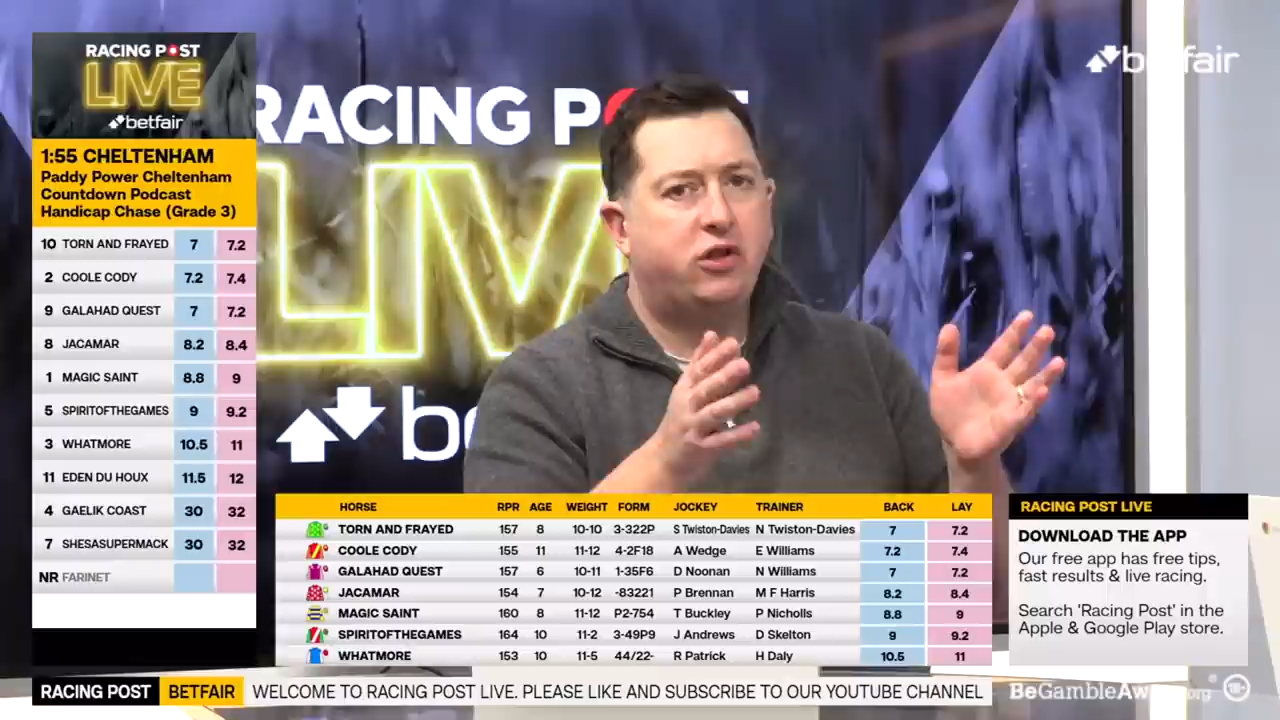 RACING POST
LIVE
betfair
1:55 CHELTENHAM
Paddy Power Cheltenham
Countdown Podcast
Handicap Chase (Grade 3)
10 TORN AND FRAYED 7 7.2
2 COOLE CODY 7.2 7.4
9 GALAHAD QUEST 7 7.2
8 JACAMAR 8.2 8.4
1 MAGIC SAINT 8.8 9
5 SPIRITOFTHEGAMES 9 9.2
3 WHATMORE 10.5 11
11 EDEN DU HOUX 11.5 12
4 GAELIK COAST 30 32
7 SHESASUPERMACK 30 32
NR FARINET
RACING P
LIV
be
betfair
HORSE RPR AGE WEIGHT FORM JOCKEY TRAINER BACK LAY
TORN AND FRAYED 157 8 10-10 3-322P S Twiston-Davies N Twiston-Davies 7 7.2
COOLE CODY 155 11 11-12 4-2F18 A Wedge E Williams 7.2 7.4
GALAHAD QUEST 157 6 10-11 1-35F6 D Noonan N Williams 7 7.2
JACAMAR 154 7 10-12 -83221 P Brennan M F Harris 8.2 8.4
MAGIC SAINT 160 8 11-12 P2-754 T Buckley P Nicholls 8.8 9
SPIRITOFTHEGAMES 164 10 11-2 3-49P9 J Andrews D Skelton 9 9.2
WHATMORE 153 10 11-5 44/22- R Patrick H Daly 10.5 11
RACING POST LIVE
DOWNLOAD THE APP
Our free app has free tips,
fast results & live racing.
Search 'Racing Post' in the
Apple & Google Play store.
RACING POST BETFAIR WELCOME TO RACING POST LIVE. PLEASE LIKE AND SUBSCRIBE TO OUR YOUTUBE CHANNEL
BeGambleAware.org 18+